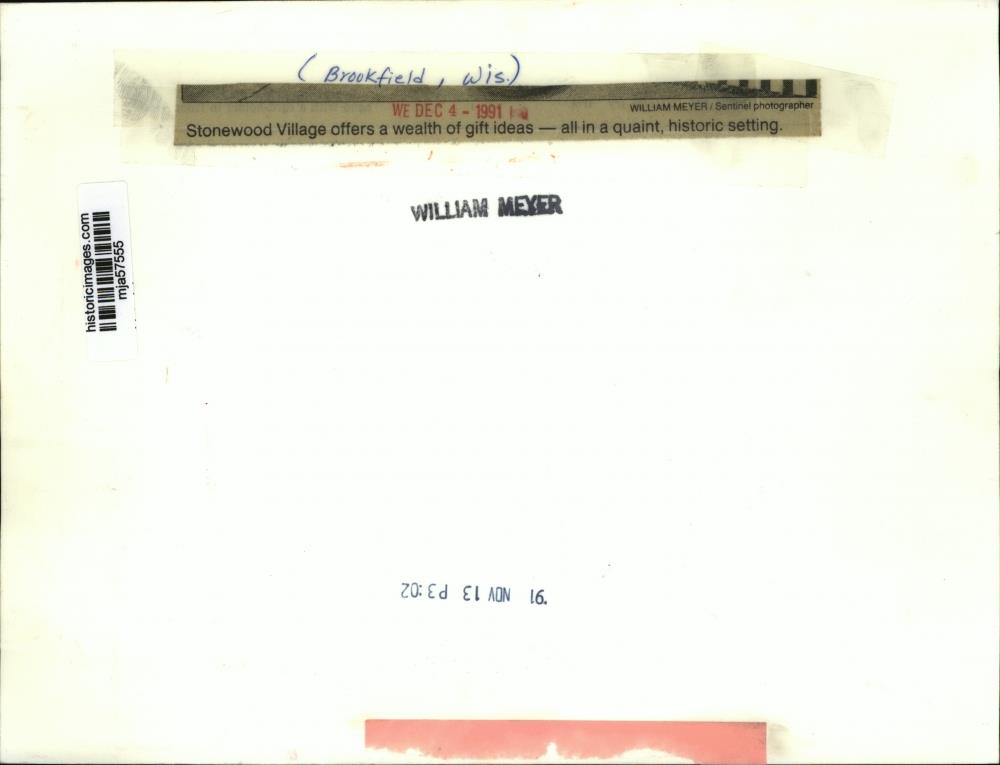 ( Brookfield, Wis.)
WE DEC 4 - 1991
WILLIAM MEYER / Sentinel photographer
Stonewood Village offers a wealth of gift ideas — all in a quaint, historic setting.
WILLIAM MEYER
historicimages.com
mja57555
'91 NOV 13 P3:02